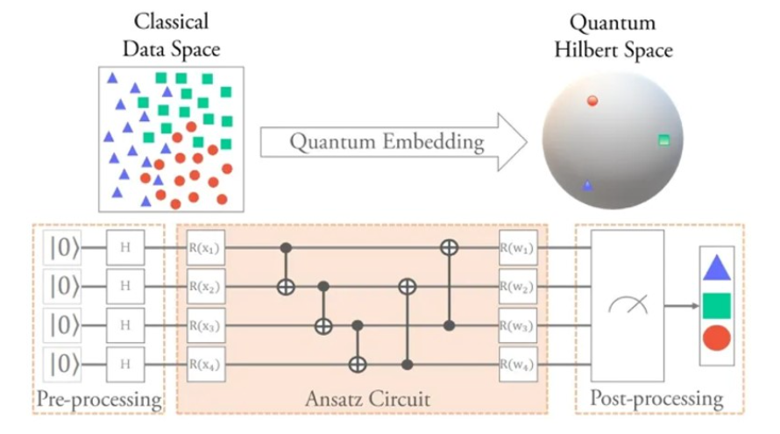 Classical
Data Space
Quantum
Hilbert Space
Quantum Embedding
|0⟩ H R(x₁) R(w₁)
|0⟩ H R(x₂) R(w₂)
|0⟩ H R(x₃) R(w₃)
|0⟩ H R(x₄) R(w₄)
Pre-processing Ansatz Circuit Post-processing